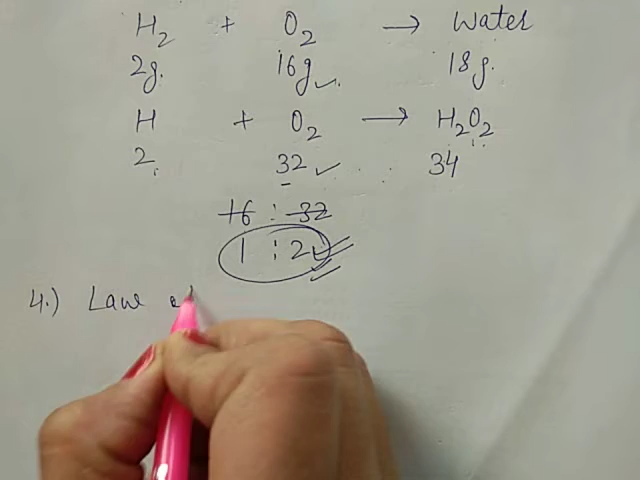 H₂ + O₂ → Water
2g. 16g ✓ 18g.
H + O₂ → H₂O₂
2 32 ✓ 34
16 : 32
1 : 2 ✓
4.) Law